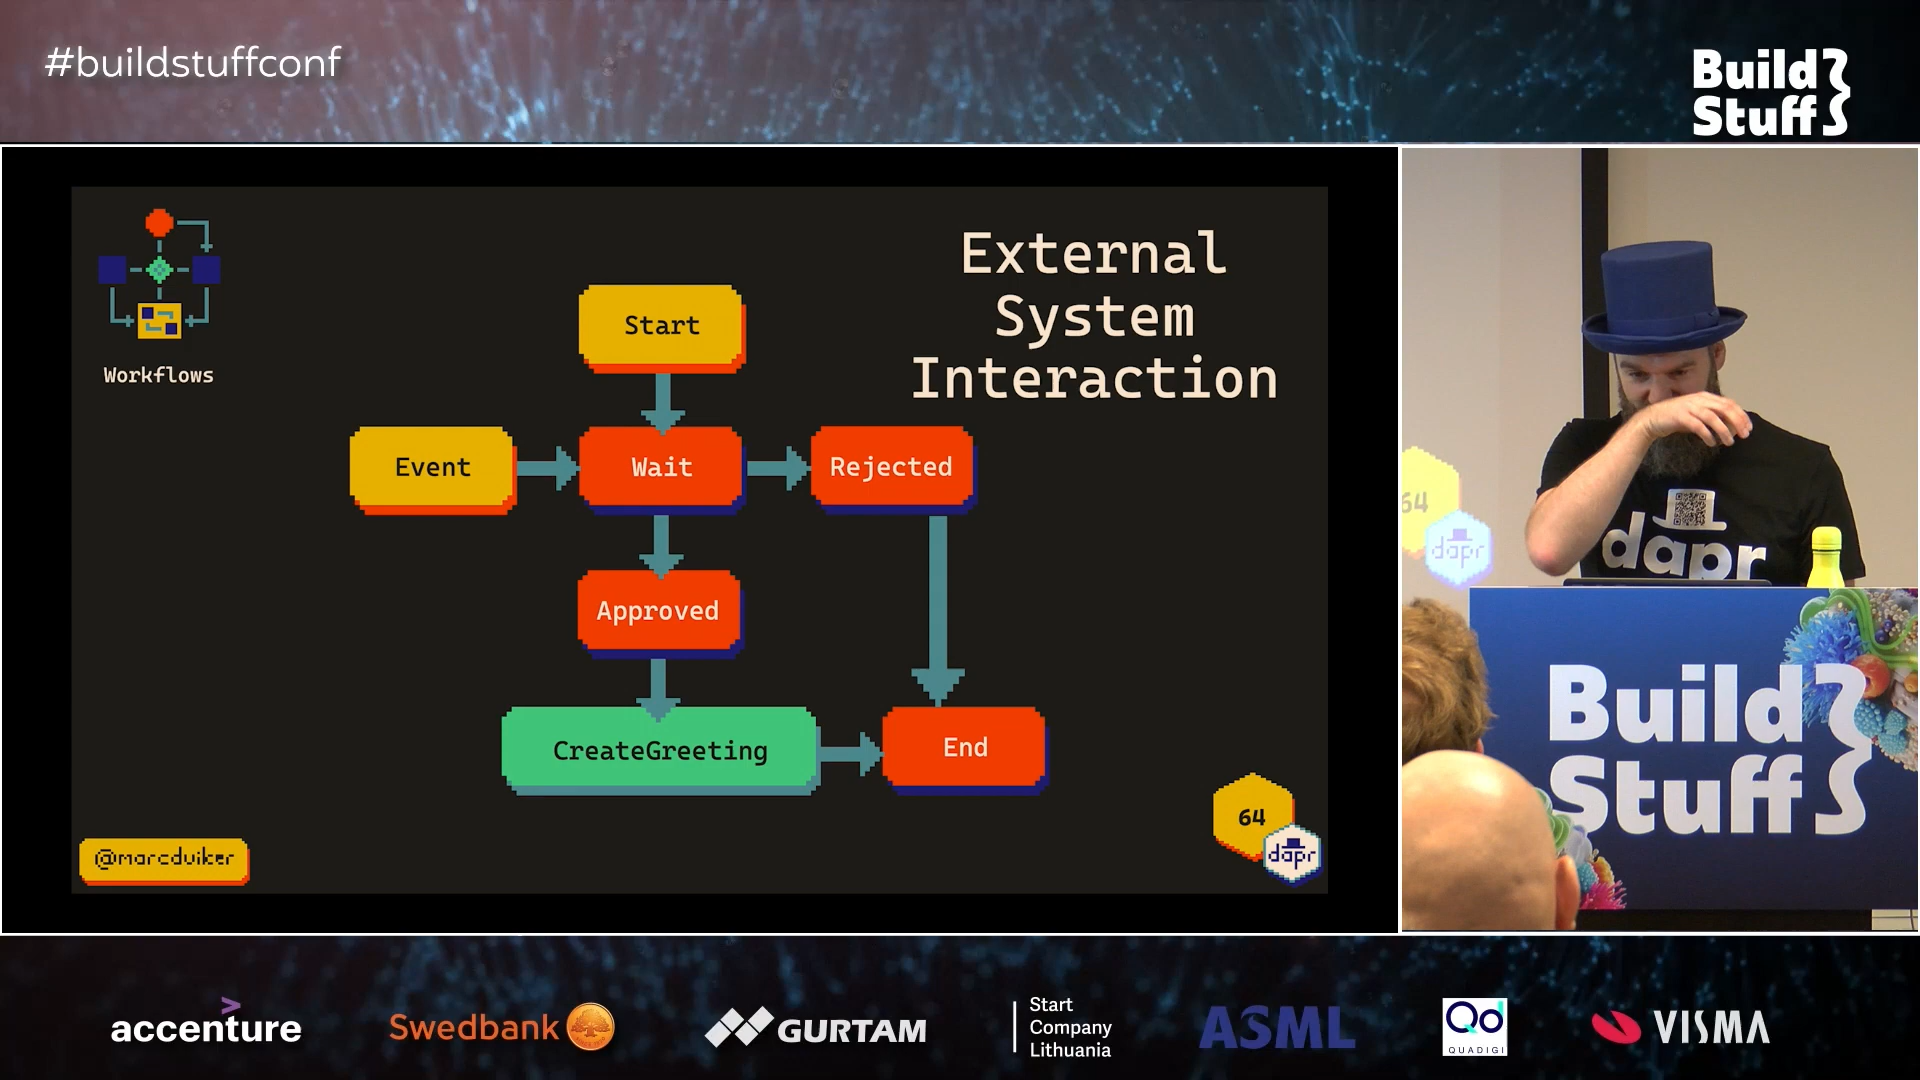 #buildstuffconf
Build
Stuff
External
System
Interaction
Workflows
Start
Event
Wait
Rejected
Approved
CreateGreeting
End
@marcduiker
64
dapr
64
dapr
dapr
Build
Stuff
accenture
Swedbank
GURTAM
Start
Company
Lithuania
ASML
Qd
QUADIGI
VISMA